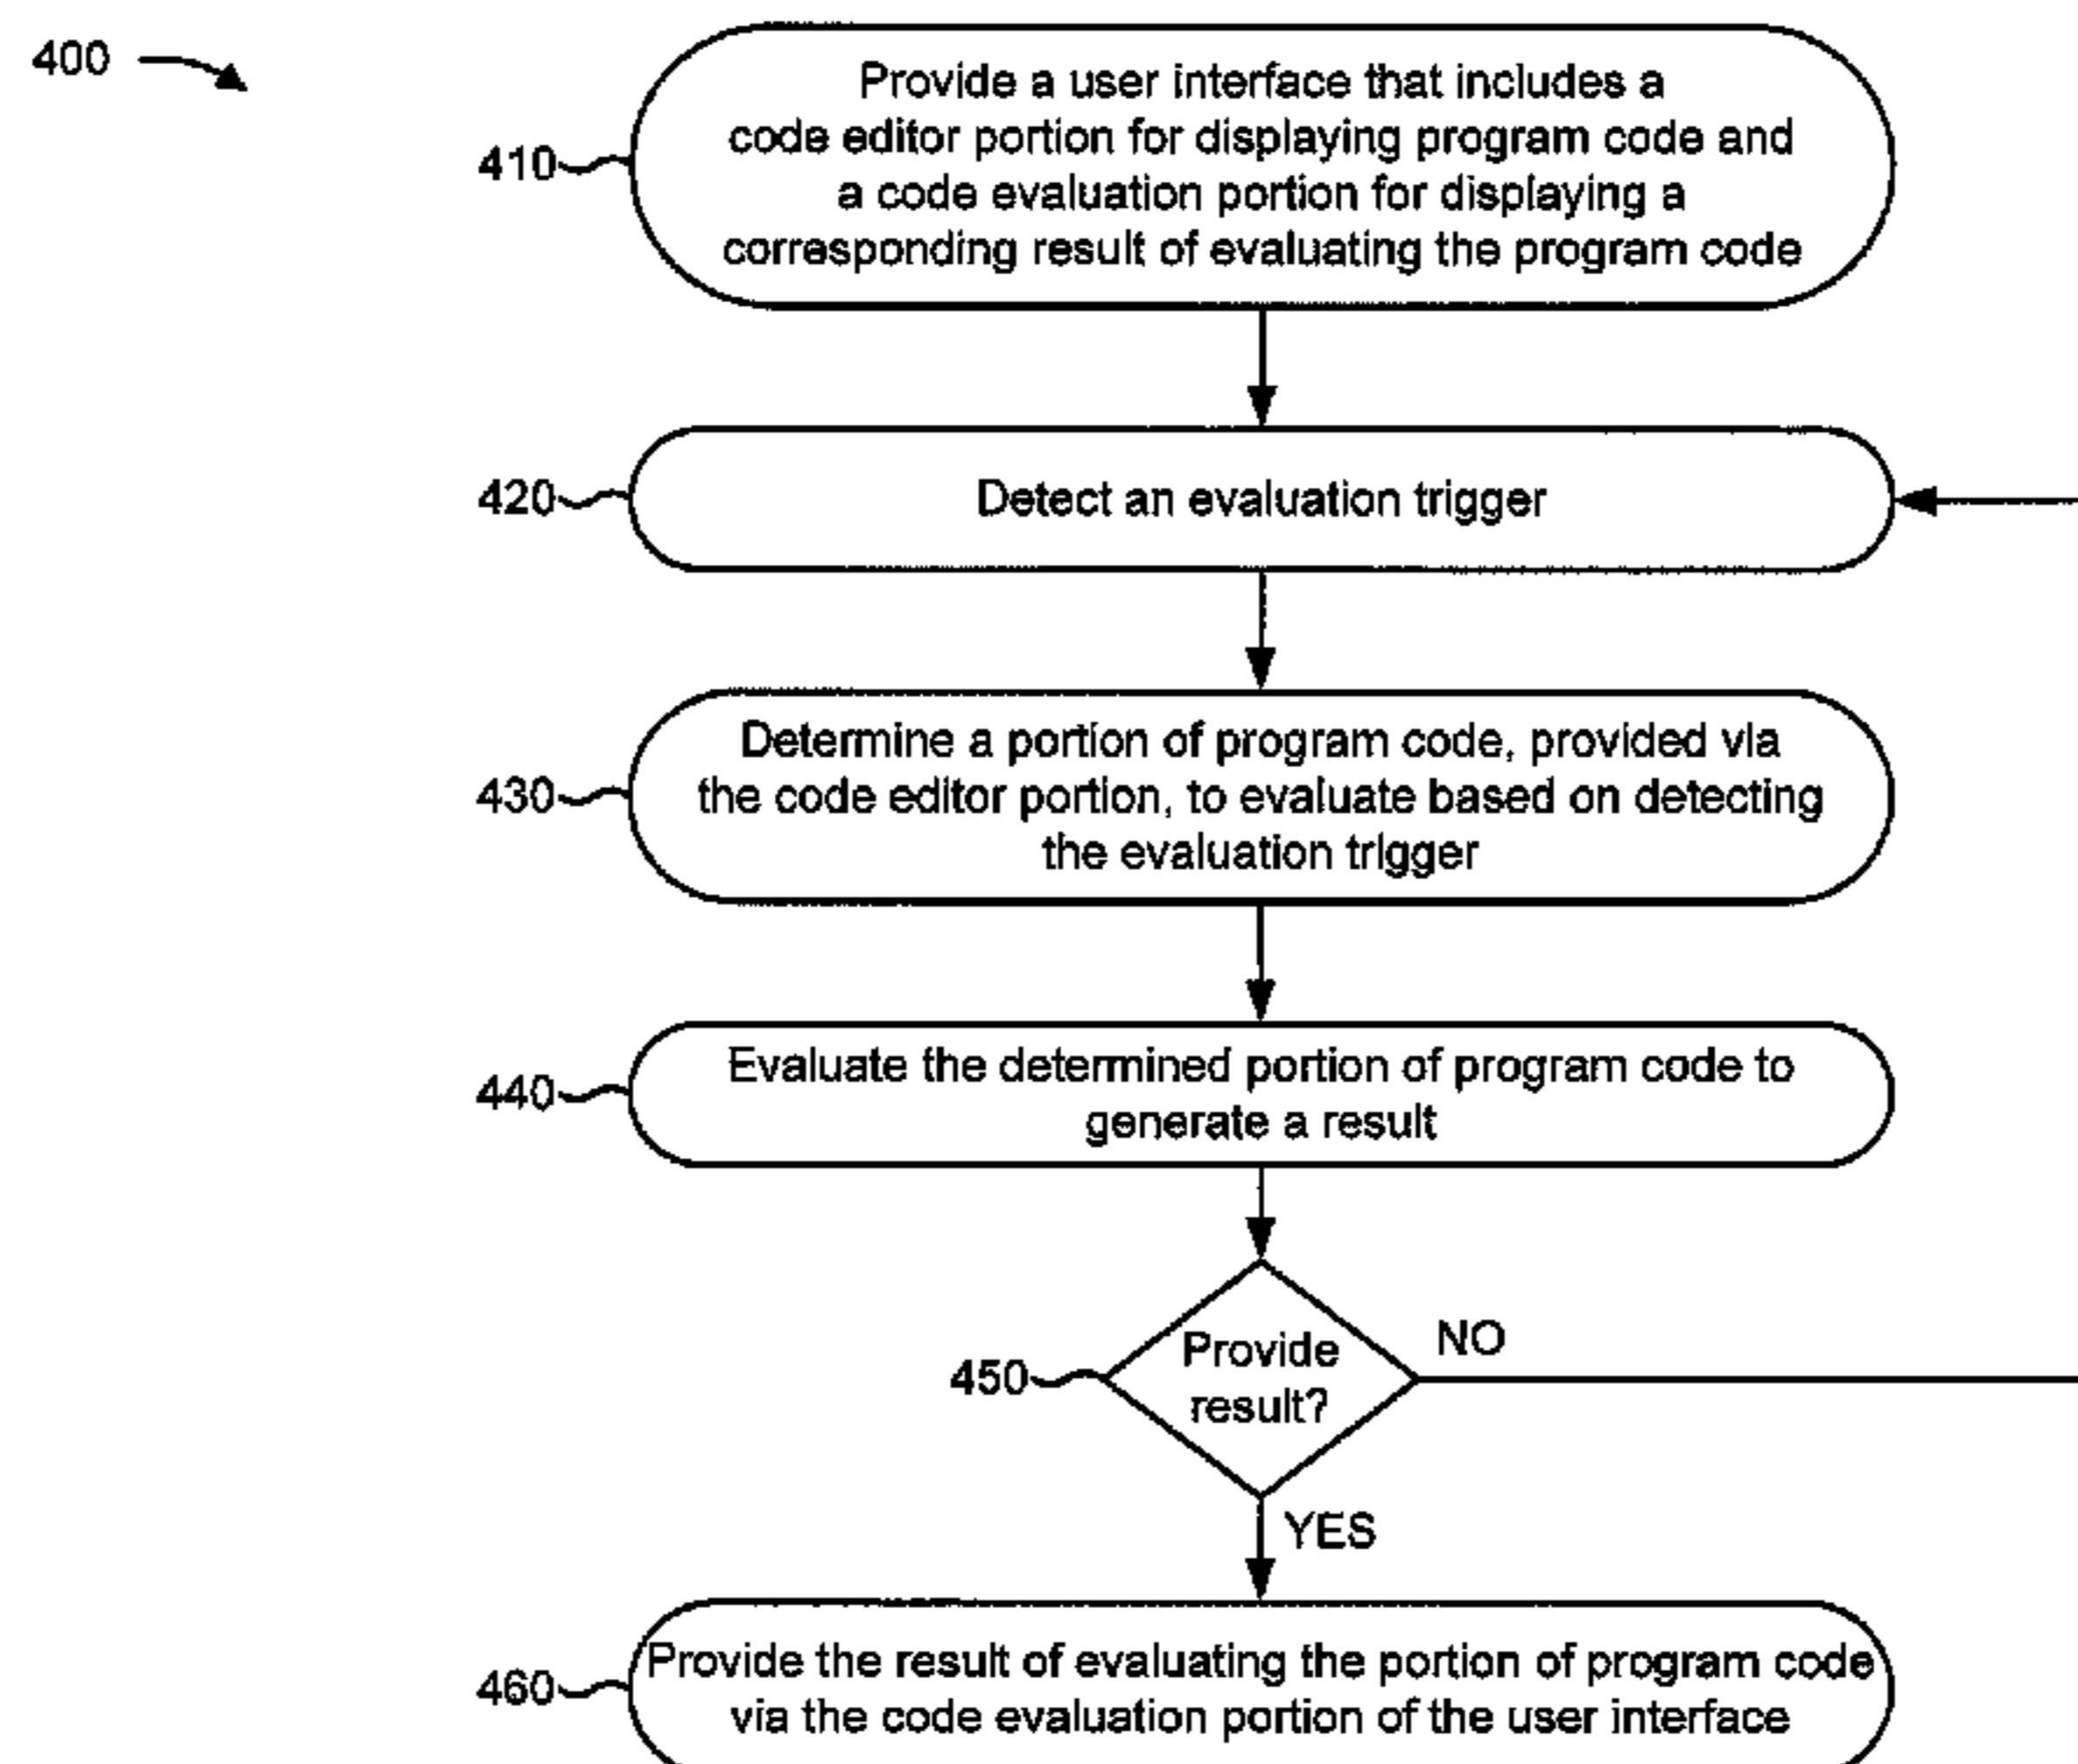 400
Provide a user interface that includes a
code editor portion for displaying program code and
a code evaluation portion for displaying a
corresponding result of evaluating the program code
410
Detect an evaluation trigger
420
Determine a portion of program code, provided via
the code editor portion, to evaluate based on detecting
the evaluation trigger
430
Evaluate the determined portion of program code to
generate a result
440
Provide
result?
450
NO
YES
Provide the result of evaluating the portion of program code
via the code evaluation portion of the user interface
460